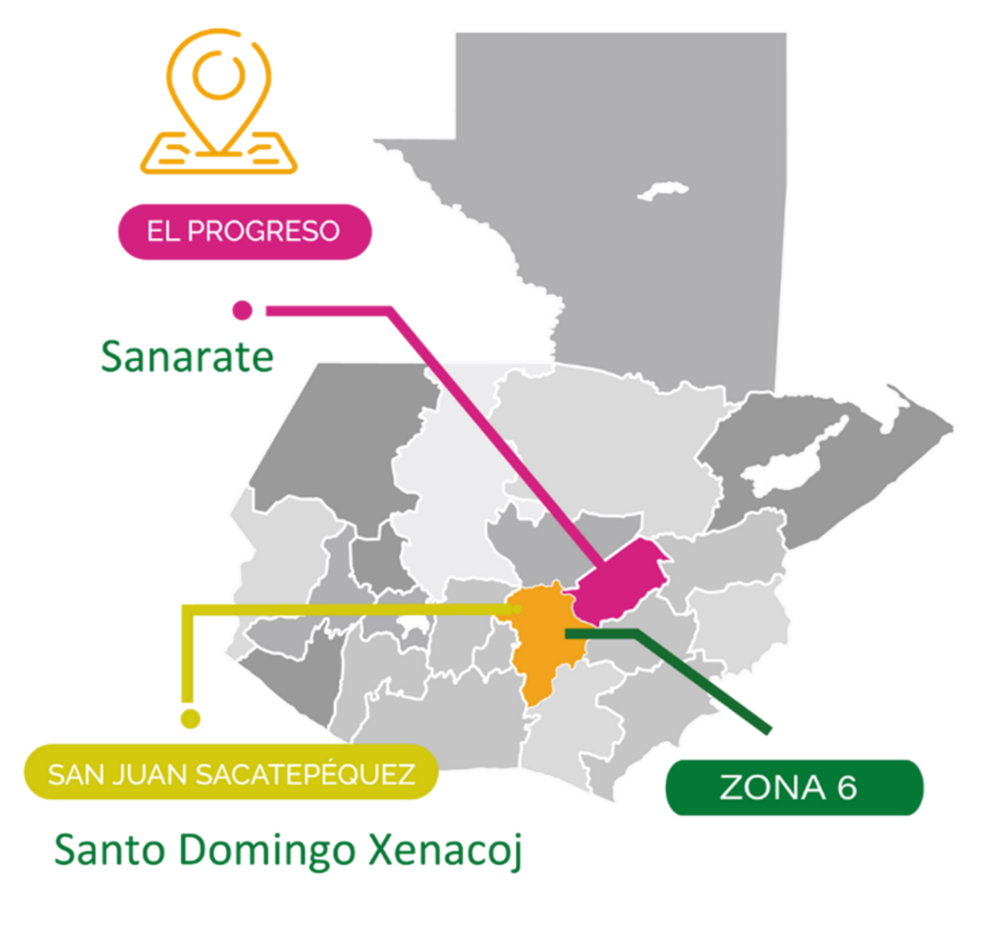 EL PROGRESO
Sanarate
SAN JUAN SACATEPÉQUEZ
Santo Domingo Xenacoj
ZONA 6